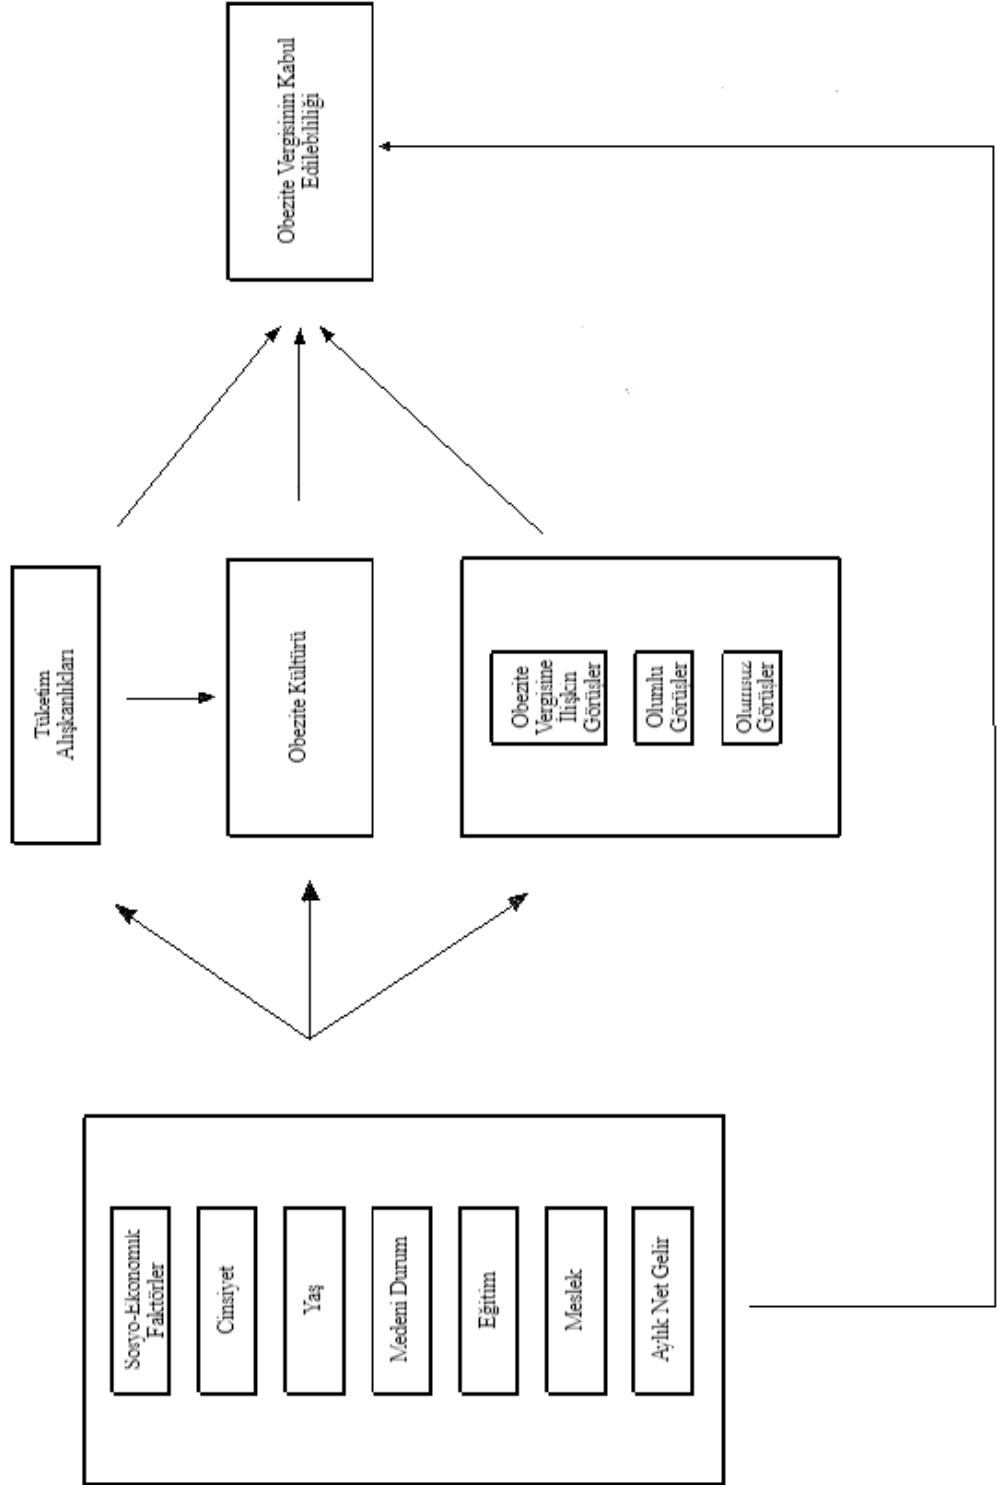 Sosyo-Ekonomik
Faktörler
Cinsiyet
Yaş
Medeni Durum
Eğitim
Meslek
Aylık Net Gelir
Tüketim
Alışkanlıkları
Obezite Kültürü
Obezite
Vergisine
İlişkin
Görüşler
Olumlu
Görüşler
Olumsuz
Görüşler
Obezite Vergisinin Kabul
Edilebililiği